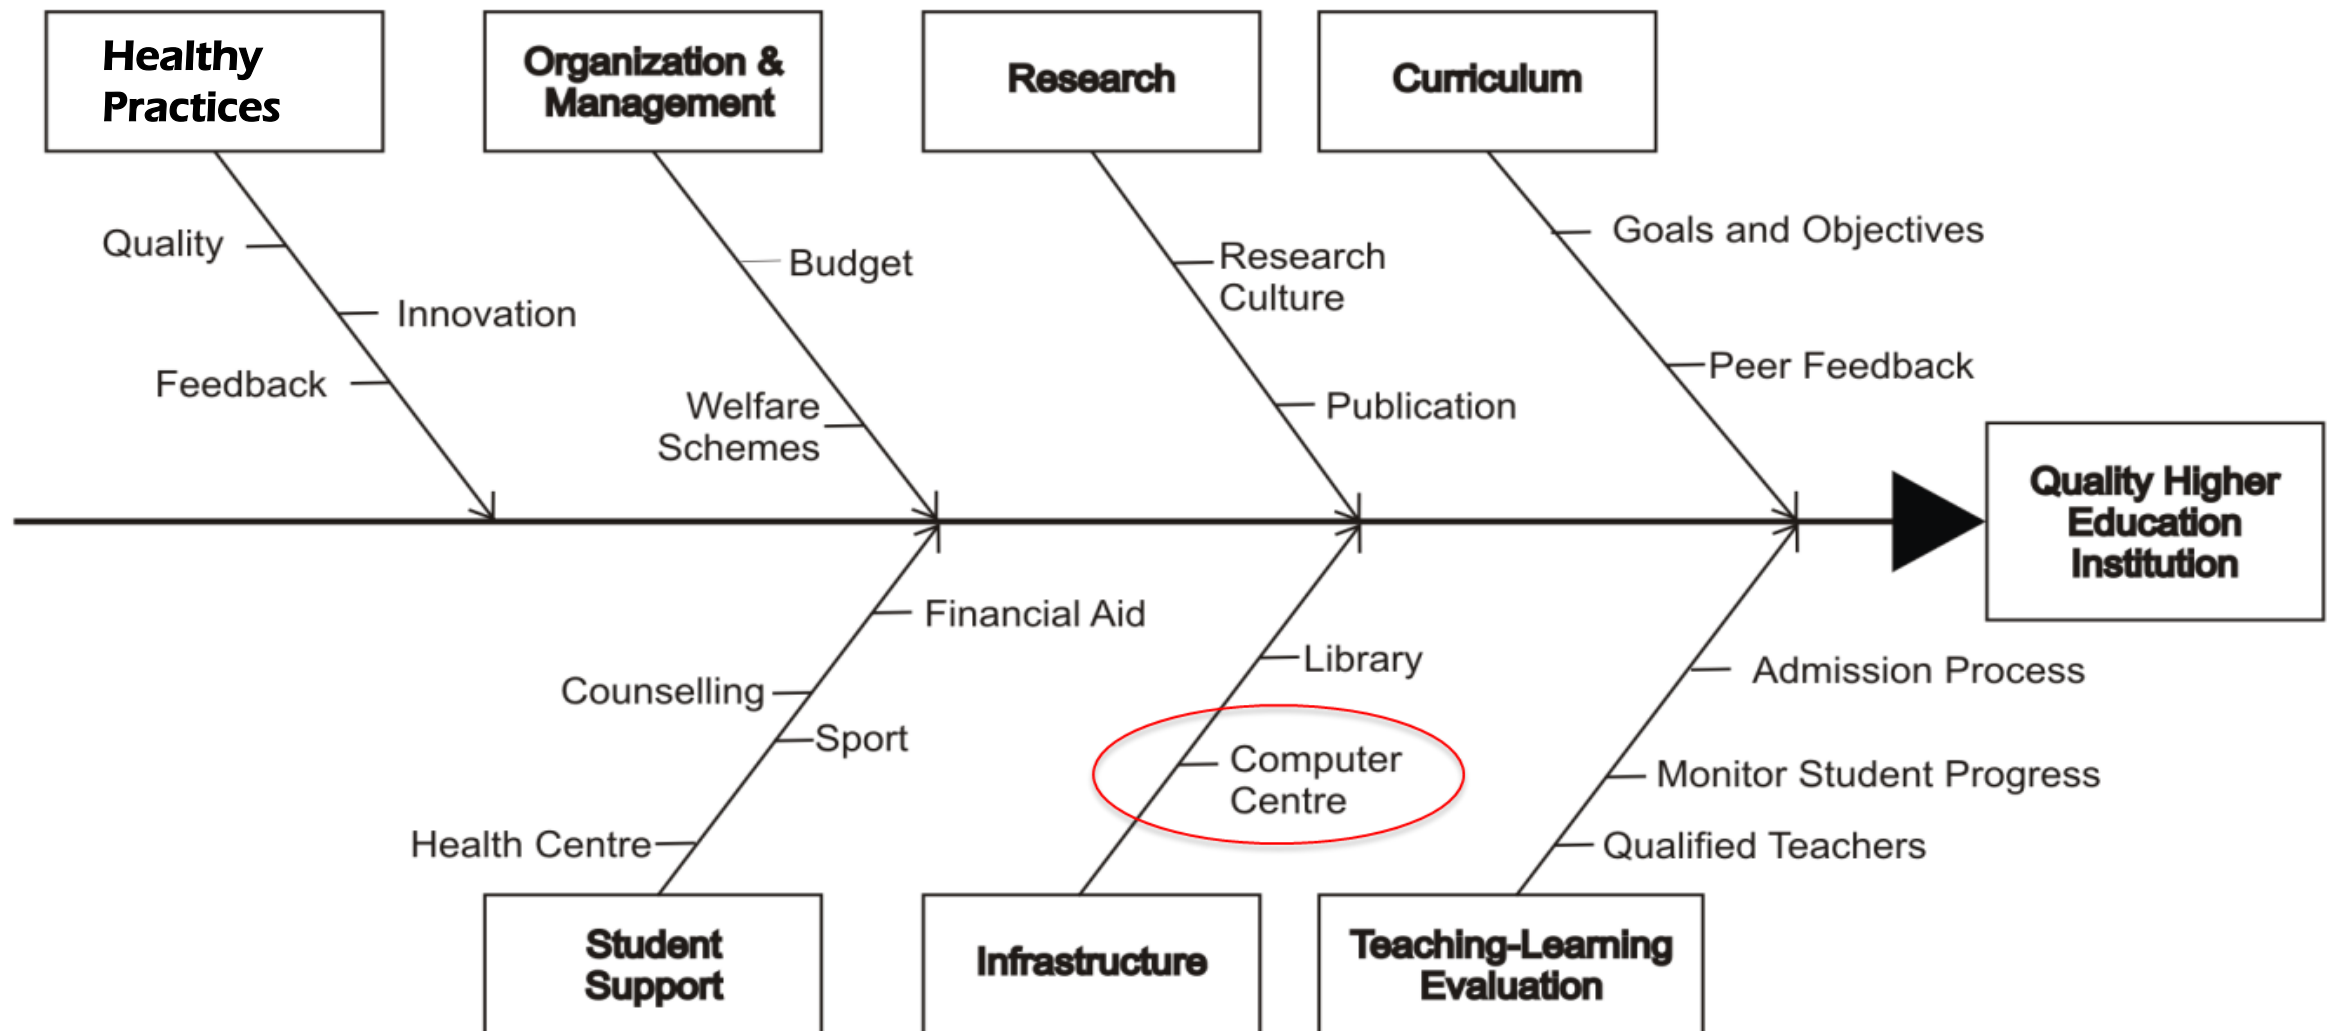 Healthy
Practices
Organization &
Management
Research
Curriculum
Quality
Innovation
Feedback
Budget
Welfare
Schemes
Research
Culture
Publication
Goals and Objectives
Peer Feedback
Quality Higher
Education
Institution
Financial Aid
Counselling
Sport
Health Centre
Library
Computer
Centre
Admission Process
Monitor Student Progress
Qualified Teachers
Student
Support
Infrastructure
Teaching-Learning
Evaluation